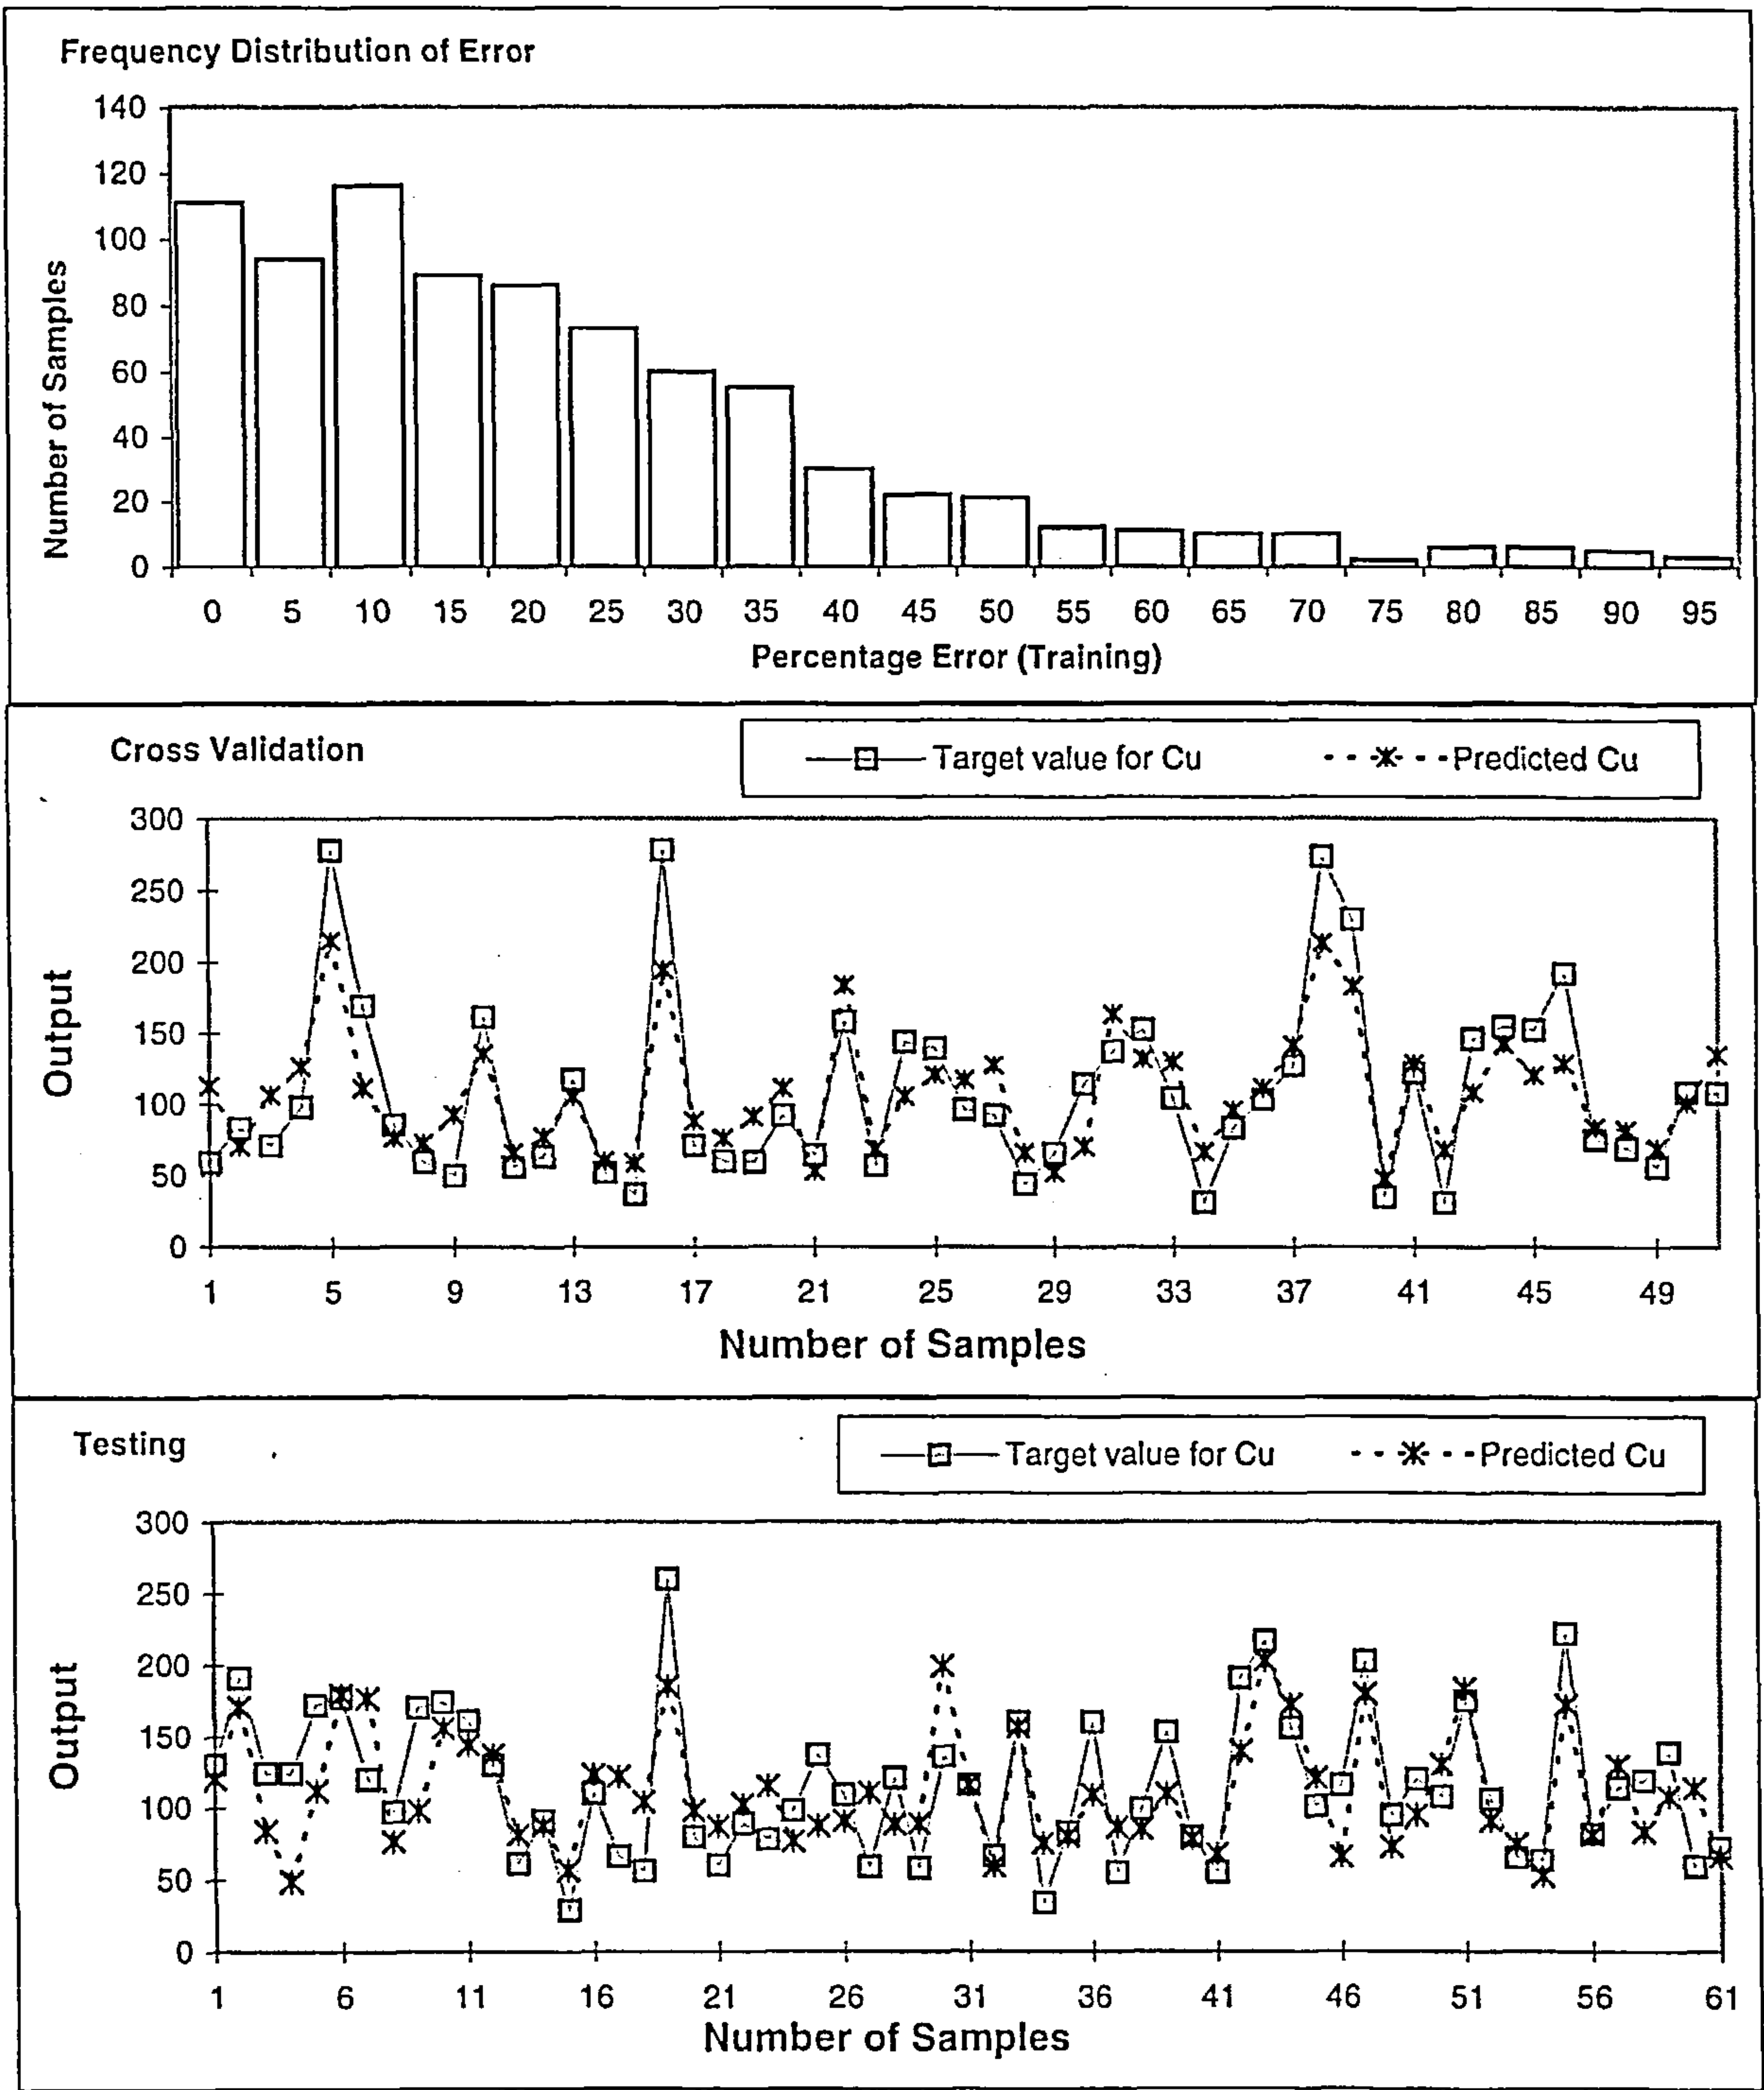 Frequency Distribution of Error
140
120
100
80
60
40
20
0
Number of Samples
0 5 10 15 20 25 30 35 40 45 50 55 60 65 70 75 80 85 90 95
Percentage Error (Training)
Cross Validation
Target value for Cu Predicted Cu
300
250
200
150
100
50
0
Output
1 5 9 13 17 21 25 29 33 37 41 45 49
Number of Samples
Testing
Target value for Cu Predicted Cu
300
250
200
150
100
50
0
Output
1 6 11 16 21 26 31 36 41 46 51 56 61
Number of Samples